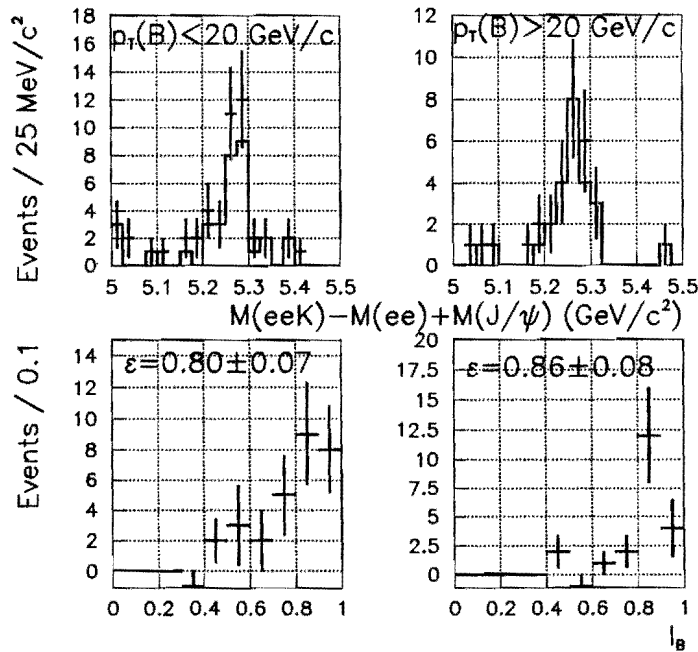 p_T(B)<20 GeV/c
p_T(B)>20 GeV/c
Events / 25 MeV/c²
18
16
14
12
10
8
6
4
2
0
5 5.1 5.2 5.3 5.4 5.5
12
10
8
6
4
2
0
5 5.1 5.2 5.3 5.4 5.5
M(eeK)−M(ee)+M(J/ψ) (GeV/c²)
Events / 0.1
ε=0.80±0.07
14
12
10
8
6
4
2
0
0 0.2 0.4 0.6 0.8 1
ε=0.86±0.08
20
17.5
15
12.5
10
7.5
5
2.5
0
0 0.2 0.4 0.6 0.8 1
I_B